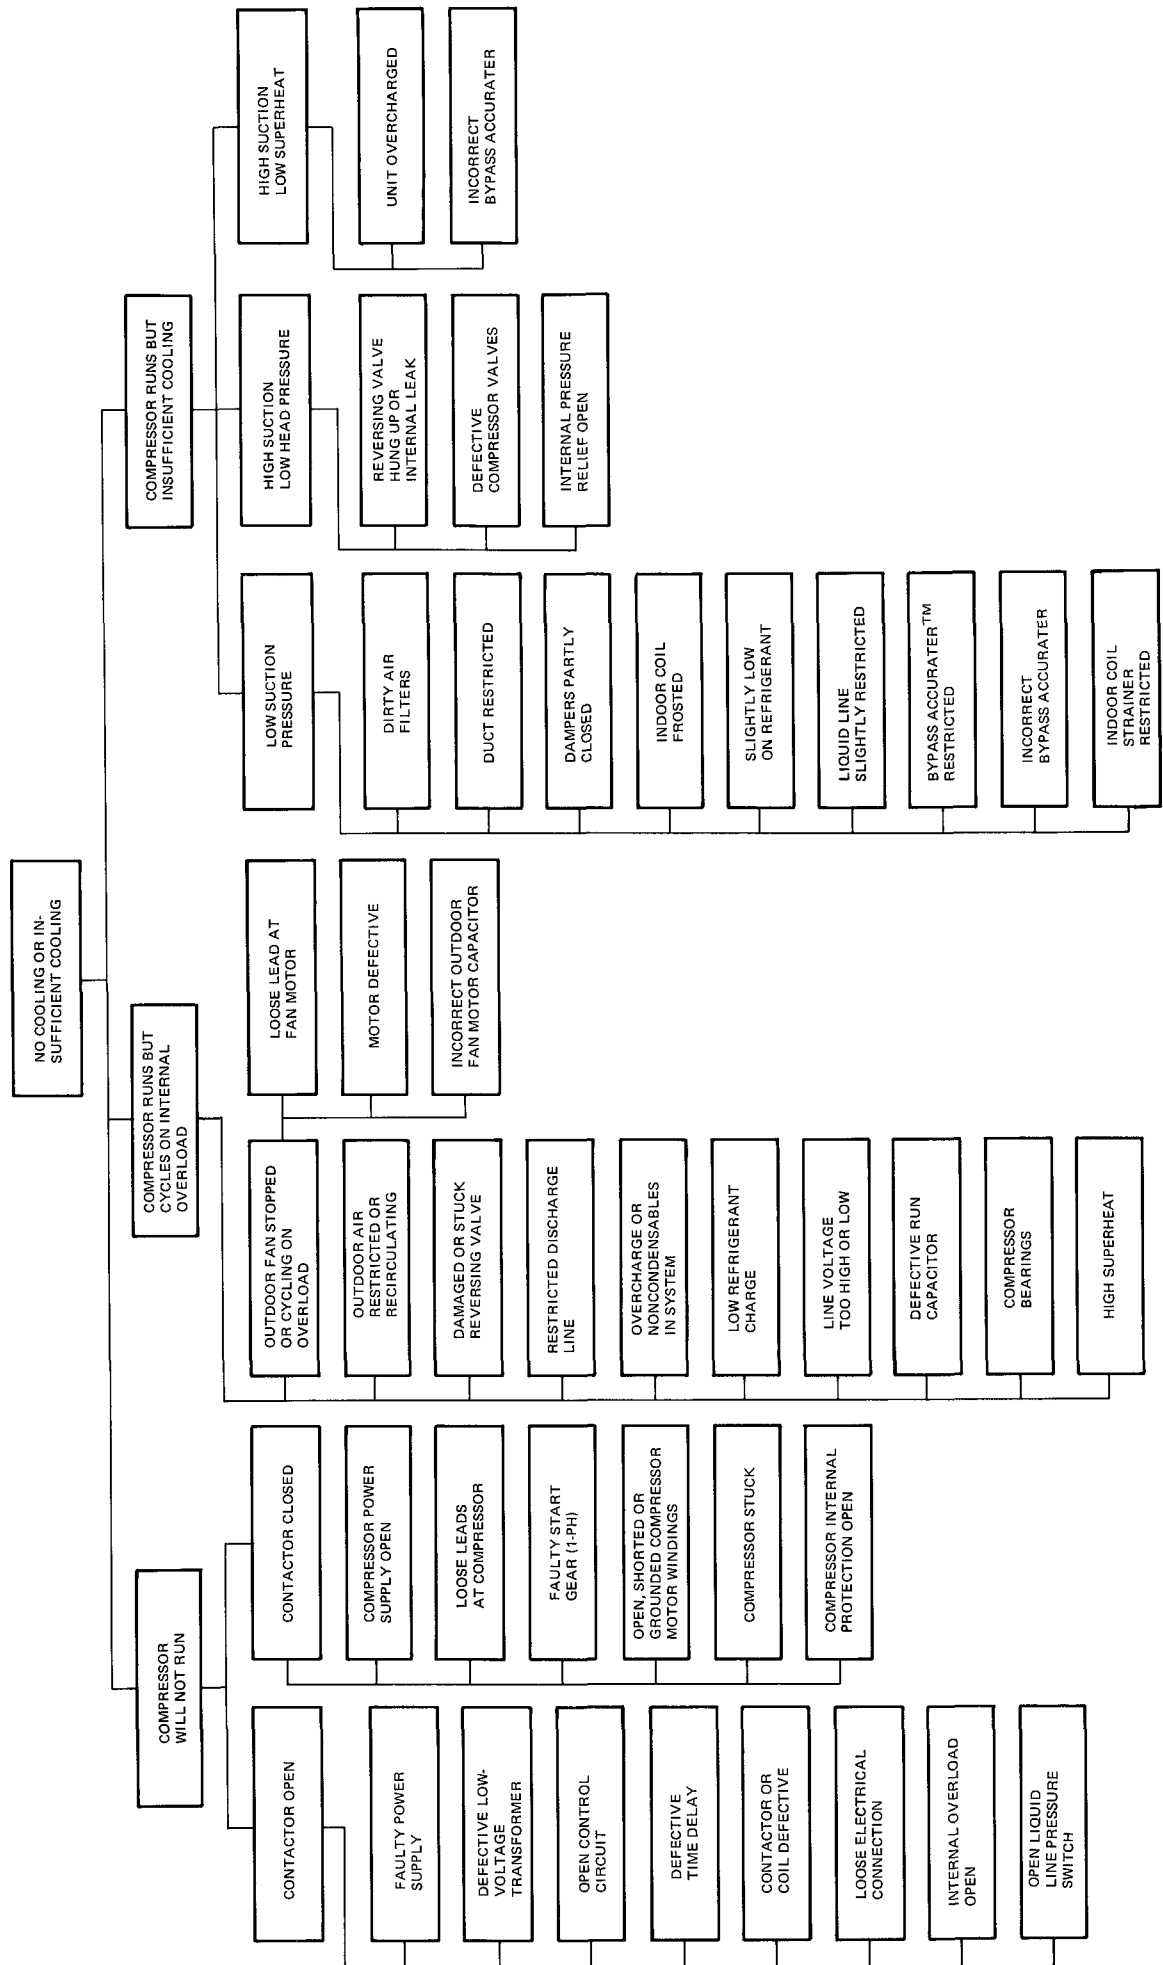 NO COOLING OR IN-
SUFFICIENT COOLING
COMPRESSOR
WILL NOT RUN
CONTACTOR OPEN
FAULTY POWER
SUPPLY
DEFECTIVE LOW-
VOLTAGE
TRANSFORMER
OPEN CONTROL
CIRCUIT
DEFECTIVE
TIME DELAY
CONTACTOR OR
COIL DEFECTIVE
LOOSE ELECTRICAL
CONNECTION
INTERNAL OVERLOAD
OPEN
OPEN LIQUID
LINE PRESSURE
SWITCH
CONTACTOR CLOSED
COMPRESSOR POWER
SUPPLY OPEN
LOOSE LEADS
AT COMPRESSOR
FAULTY START
GEAR (1-PH)
OPEN, SHORTED OR
GROUNDED COMPRESSOR
MOTOR WINDINGS
COMPRESSOR STUCK
COMPRESSOR INTERNAL
PROTECTION OPEN
COMPRESSOR RUNS BUT
CYCLES ON INTERNAL
OVERLOAD
OUTDOOR FAN STOPPED
OR CYCLING ON
OVERLOAD
OUTDOOR AIR
RESTRICTED OR
RECIRCULATING
DAMAGED OR STUCK
REVERSING VALVE
RESTRICTED DISCHARGE
LINE
OVERCHARGE OR
NONCONDENSABLES
IN SYSTEM
LOW REFRIGERANT
CHARGE
LINE VOLTAGE
TOO HIGH OR LOW
DEFECTIVE RUN
CAPACITOR
COMPRESSOR
BEARINGS
HIGH SUPERHEAT
LOOSE LEAD AT
FAN MOTOR
MOTOR DEFECTIVE
INCORRECT OUTDOOR
FAN MOTOR CAPACITOR
COMPRESSOR RUNS BUT
INSUFFICIENT COOLING
LOW SUCTION
PRESSURE
DIRTY AIR
FILTERS
DUCT RESTRICTED
DAMPERS PARTLY
CLOSED
INDOOR COIL
FROSTED
SLIGHTLY LOW
ON REFRIGERANT
LIQUID LINE
SLIGHTLY RESTRICTED
BYPASS ACCURATER™
RESTRICTED
INCORRECT
BYPASS ACCURATER
INDOOR COIL
STRAINER
RESTRICTED
HIGH SUCTION
LOW HEAD PRESSURE
REVERSING VALVE
HUNG UP OR
INTERNAL LEAK
DEFECTIVE
COMPRESSOR VALVES
INTERNAL PRESSURE
RELIEF OPEN
HIGH SUCTION
LOW SUPERHEAT
UNIT OVERCHARGED
INCORRECT
BYPASS ACCURATER